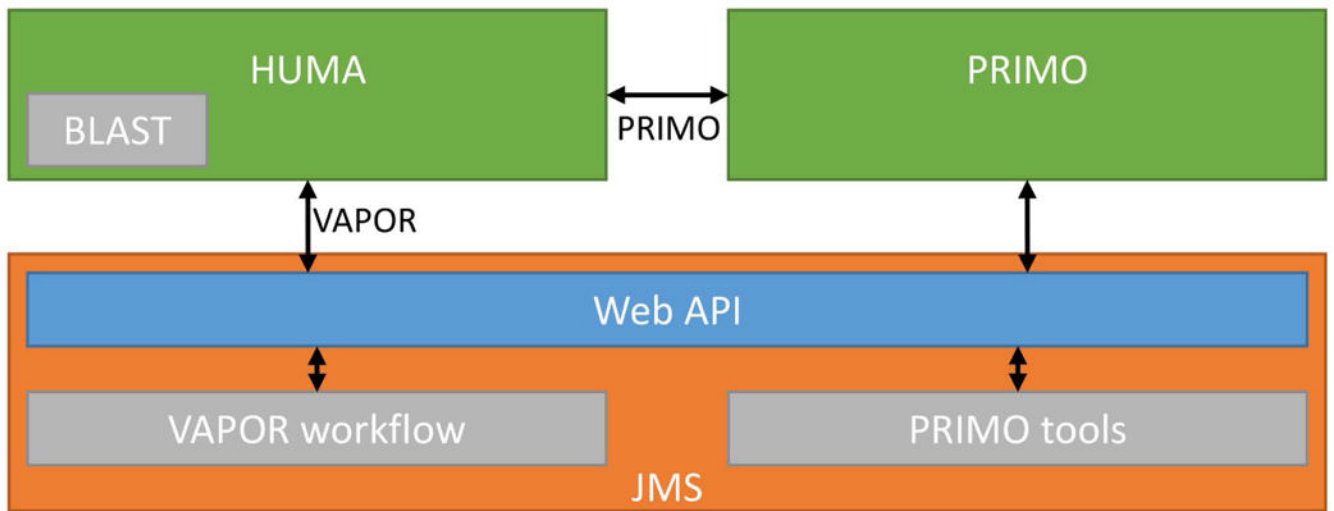 HUMA
PRIMO
BLAST
PRIMO
VAPOR
Web API
VAPOR workflow
PRIMO tools
JMS